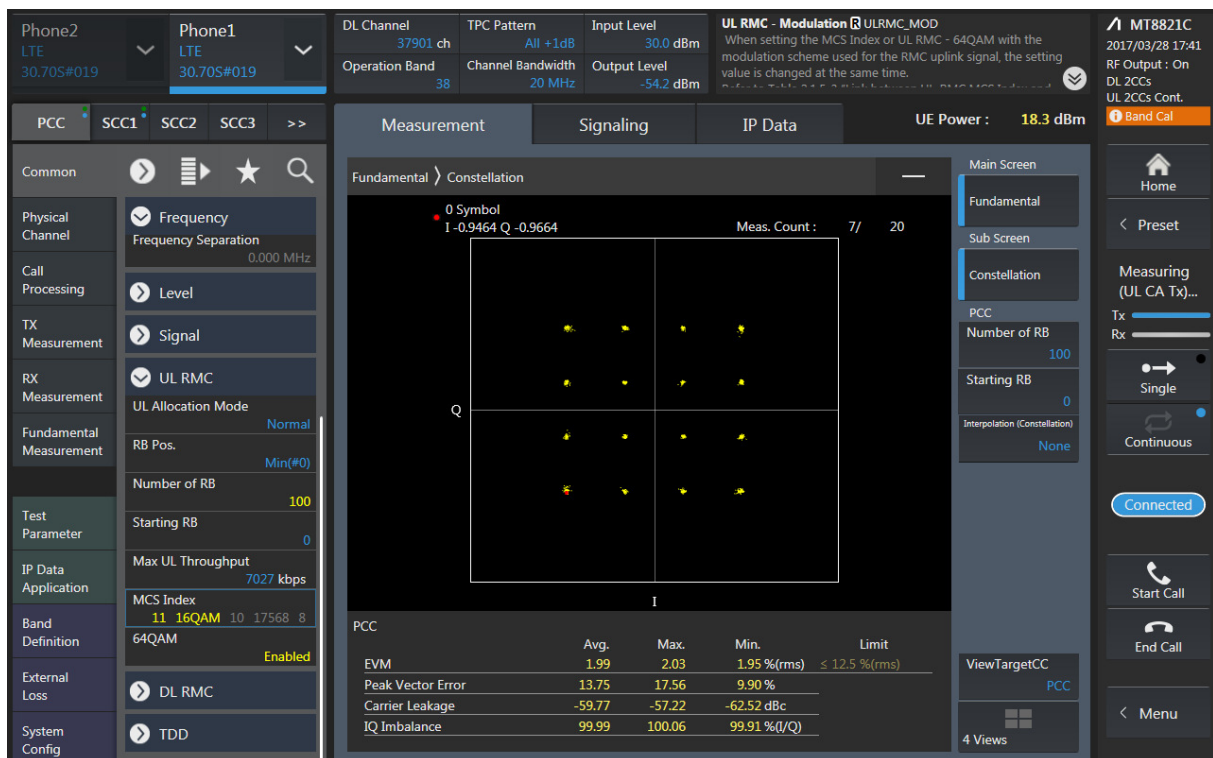 Phone2
LTE
30.70S#019
Phone1
LTE
30.70S#019
DL Channel
37901 ch
Operation Band
38
TPC Pattern
All +1dB
Channel Bandwidth
20 MHz
Input Level
30.0 dBm
Output Level
-54.2 dBm
UL RMC - Modulation R ULRMC_MOD
When setting the MCS Index or UL RMC - 64QAM with the
modulation scheme used for the RMC uplink signal, the setting
value is changed at the same time.
MT8821C
2017/03/28 17:41
RF Output : On
DL 2CCs
UL 2CCs Cont.
Band Cal
PCC SCC1 SCC2 SCC3 >>
Measurement Signaling IP Data
UE Power : 18.3 dBm
Common
Physical
Channel
Call
Processing
TX
Measurement
RX
Measurement
Fundamental
Measurement
Test
Parameter
IP Data
Application
Band
Definition
External
Loss
System
Config
Frequency
Frequency Separation
0.000 MHz
Level
Signal
UL RMC
UL Allocation Mode
Normal
RB Pos.
Min(#0)
Number of RB
100
Starting RB
0
Max UL Throughput
7027 kbps
MCS Index
11 16QAM 10 17568 8
64QAM
Enabled
DL RMC
TDD
Fundamental 〉 Constellation
0 Symbol
I -0.9464 Q -0.9664
Meas. Count : 7/ 20
Q
I
PCC
Avg. Max. Min. Limit
EVM 1.99 2.03 1.95 %(rms) ≤ 12.5 %(rms)
Peak Vector Error 13.75 17.56 9.90 %
Carrier Leakage -59.77 -57.22 -62.52 dBc
IQ Imbalance 99.99 100.06 99.91 %(I/Q)
Main Screen
Fundamental
Sub Screen
Constellation
PCC
Number of RB
100
Starting RB
0
Interpolation (Constellation)
None
ViewTargetCC
PCC
4 Views
Home
< Preset
Measuring
(UL CA Tx)...
Tx
Rx
Single
Continuous
Connected
Start Call
End Call
< Menu